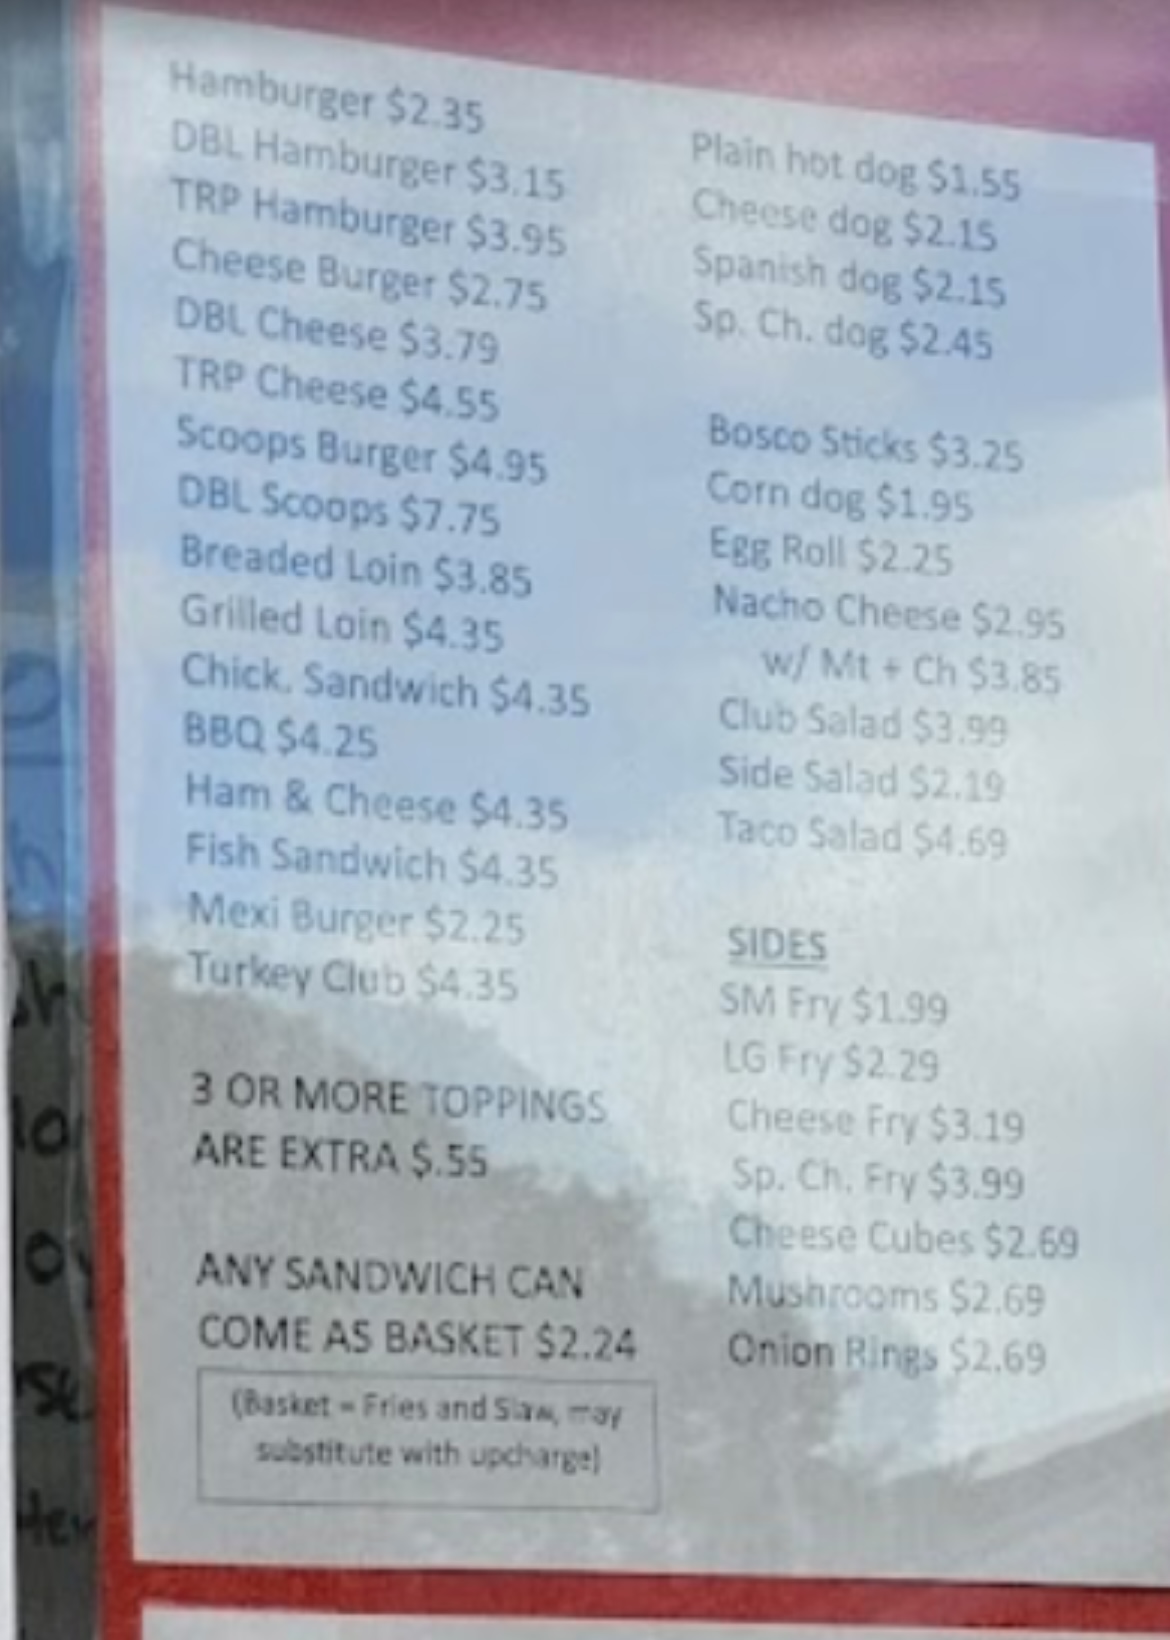 Hamburger $2.35
DBL Hamburger $3.15
TRP Hamburger $3.95
Cheese Burger $2.75
DBL Cheese $3.79
TRP Cheese $4.55
Scoops Burger $4.95
DBL Scoops $7.75
Breaded Loin $3.85
Grilled Loin $4.35
Chick. Sandwich $4.35
BBQ $4.25
Ham & Cheese $4.35
Fish Sandwich $4.35
Mexi Burger $2.25
Turkey Club $4.35
3 OR MORE TOPPINGS
ARE EXTRA $.55
ANY SANDWICH CAN
COME AS BASKET $2.24
(Basket = Fries and Slaw, may
substitute with upcharge)
Plain hot dog $1.55
Cheese dog $2.15
Spanish dog $2.15
Sp. Ch. dog $2.45
Bosco Sticks $3.25
Corn dog $1.95
Egg Roll $2.25
Nacho Cheese $2.95
w/ Mt + Ch $3.85
Club Salad $3.99
Side Salad $2.19
Taco Salad $4.69
SIDES
SM Fry $1.99
LG Fry $2.29
Cheese Fry $3.19
Sp. Ch. Fry $3.99
Cheese Cubes $2.69
Mushrooms $2.69
Onion Rings $2.69